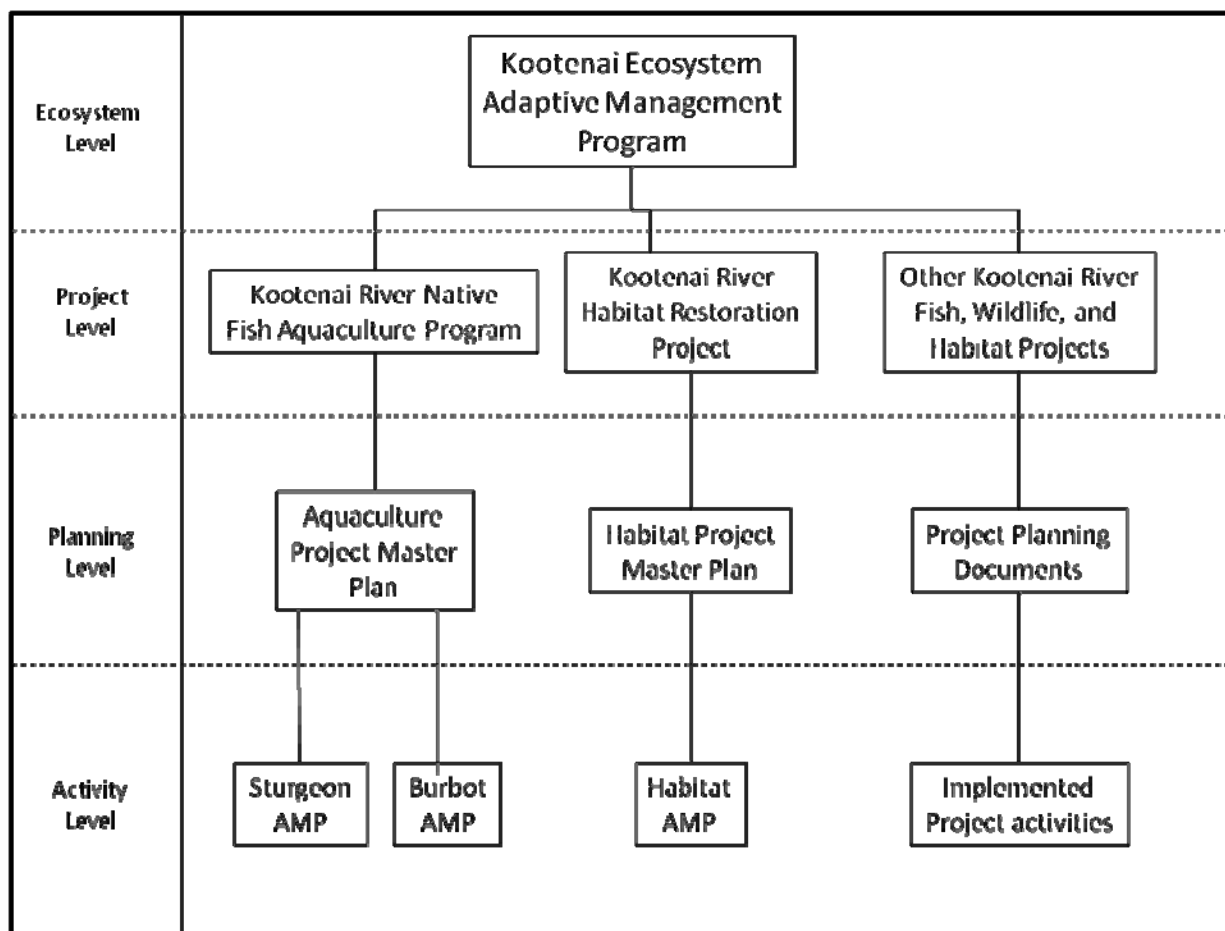 Ecosystem
Level
Kootenai Ecosystem
Adaptive Management
Program
Project
Level
Kootenai River Native
Fish Aquaculture Program
Kootenai River
Habitat Restoration
Project
Other Kootenai River
Fish, Wildlife, and
Habitat Projects
Planning
Level
Aquaculture
Project Master
Plan
Habitat Project
Master Plan
Project Planning
Documents
Activity
Level
Sturgeon
AMP
Burbot
AMP
Habitat
AMP
Implemented
Project activities